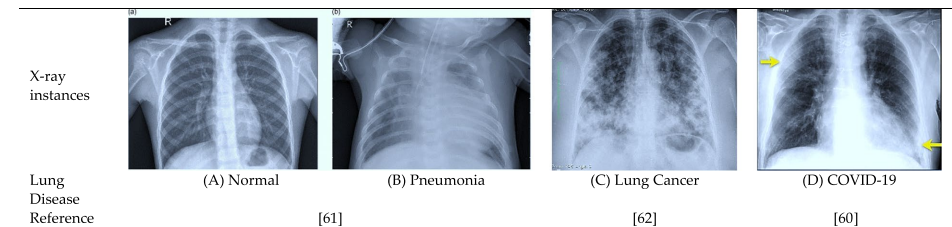 (a)
(b)
R
R
X-ray
instances
Lung
Disease
(A) Normal
(B) Pneumonia
(C) Lung Cancer
(D) COVID-19
Reference
[61]
[62]
[60]